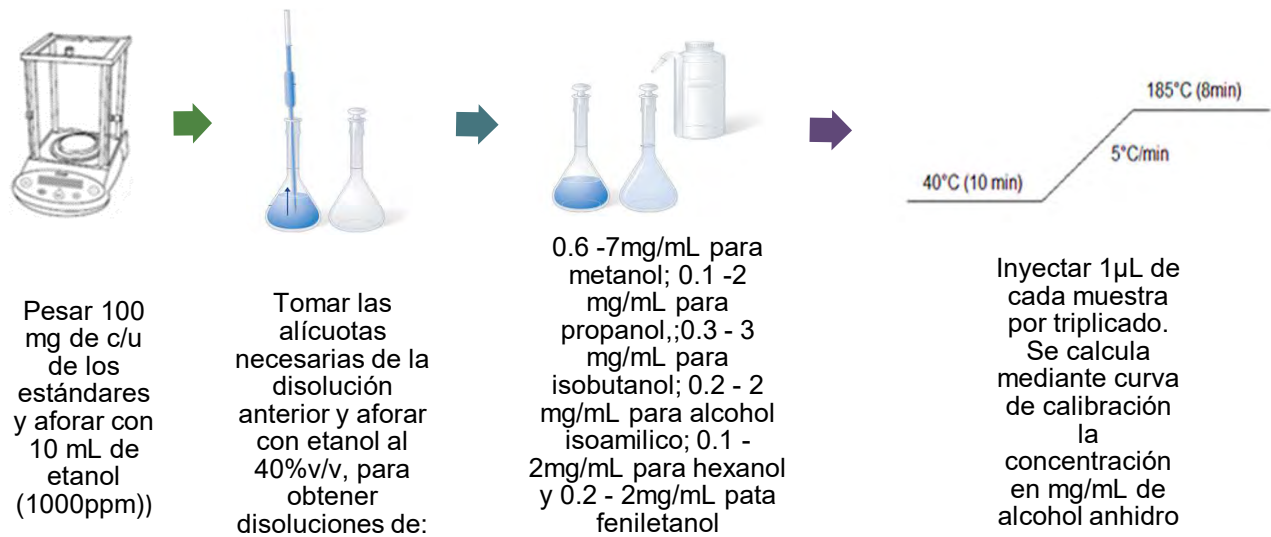 Pesar 100
mg de c/u
de los
estándares
y aforar con
10 mL de
etanol
(1000ppm))
Tomar las
alícuotas
necesarias de la
disolución
anterior y aforar
con etanol al
40%v/v, para
obtener
disoluciones de:
0.6 -7mg/mL para
metanol; 0.1 -2
mg/mL para
propanol,;0.3 - 3
mg/mL para
isobutanol; 0.2 - 2
mg/mL para alcohol
isoamilico; 0.1 -
2mg/mL para hexanol
y 0.2 - 2mg/mL pata
feniletanol
40°C (10 min)
5°C/min
185°C (8min)
Inyectar 1µL de
cada muestra
por triplicado.
Se calcula
mediante curva
de calibración
la
concentración
en mg/mL de
alcohol anhidro